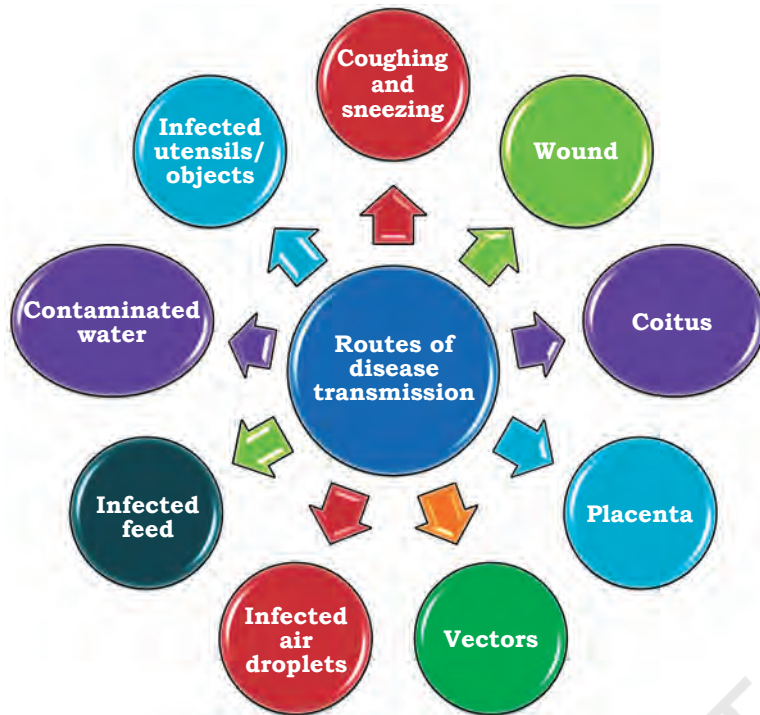 Coughing
and
sneezing
Infected
utensils/
objects
Wound
Contaminated
water
Routes of
disease
transmission
Coitus
Infected
feed
Placenta
Infected
air
droplets
Vectors